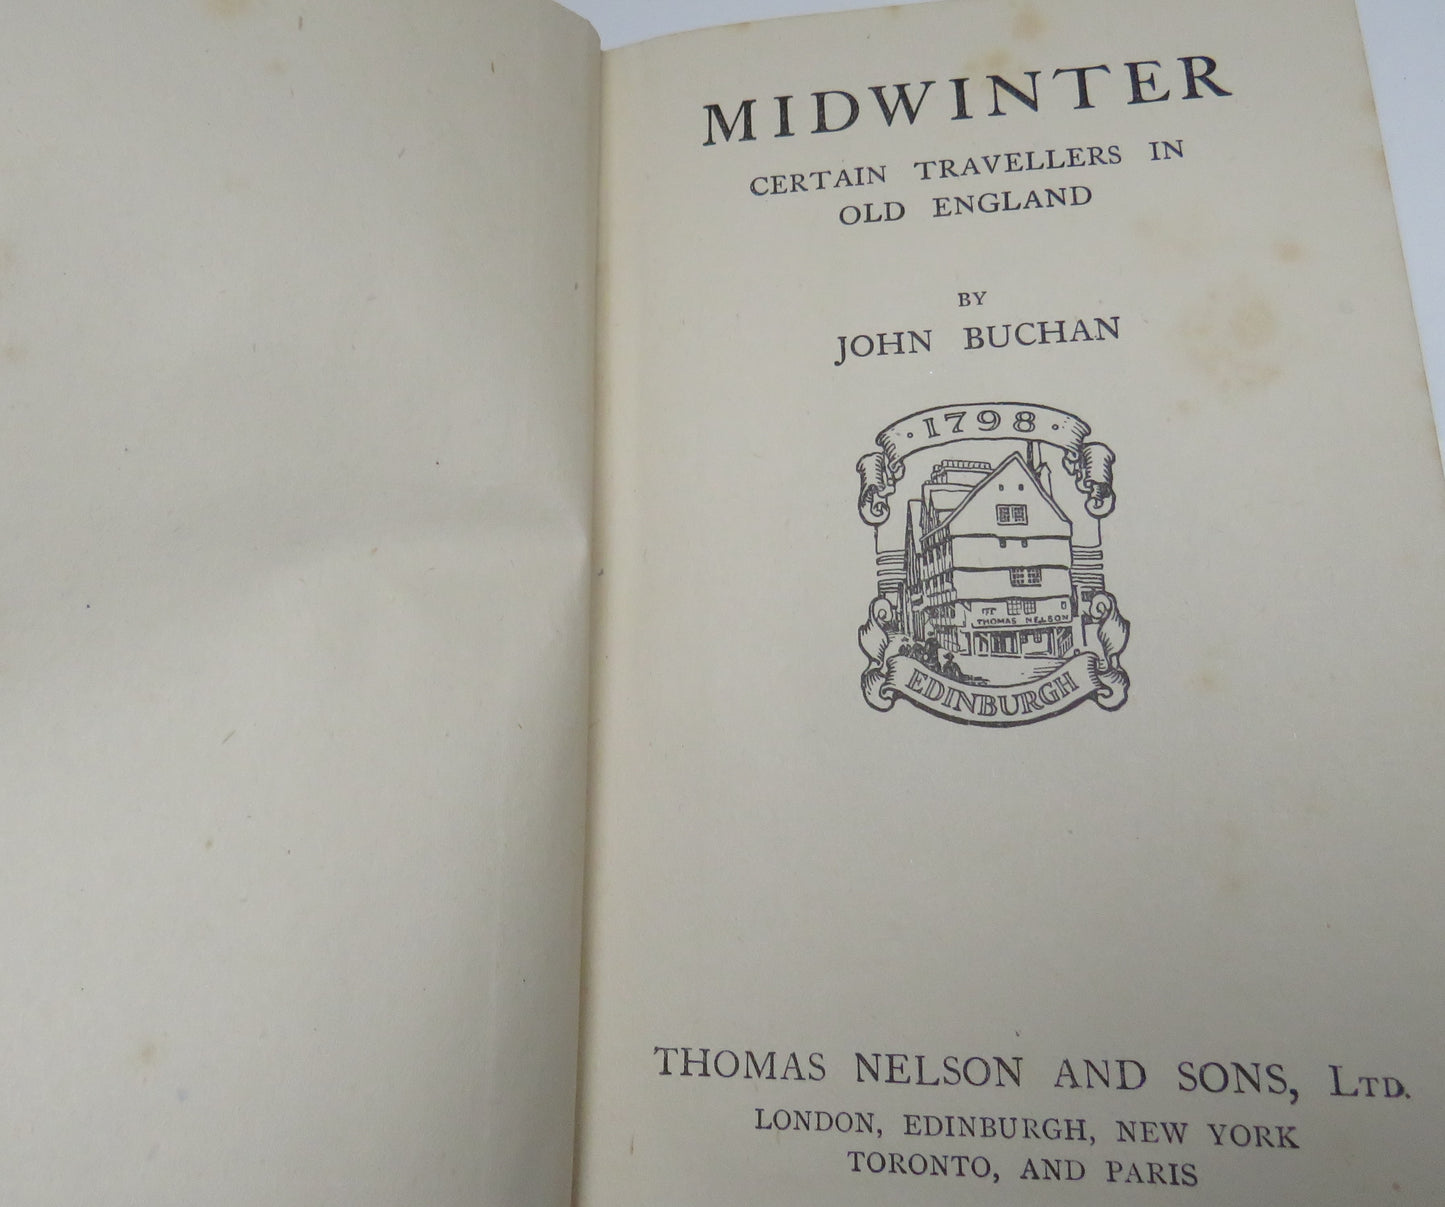 MIDWINTER
CERTAIN TRAVELLERS IN
OLD ENGLAND
BY
JOHN BUCHAN
· 1798 ·
THOMAS NELSON
EDINBURGH
THOMAS NELSON AND SONS, LTD.
LONDON, EDINBURGH, NEW YORK
TORONTO, AND PARIS